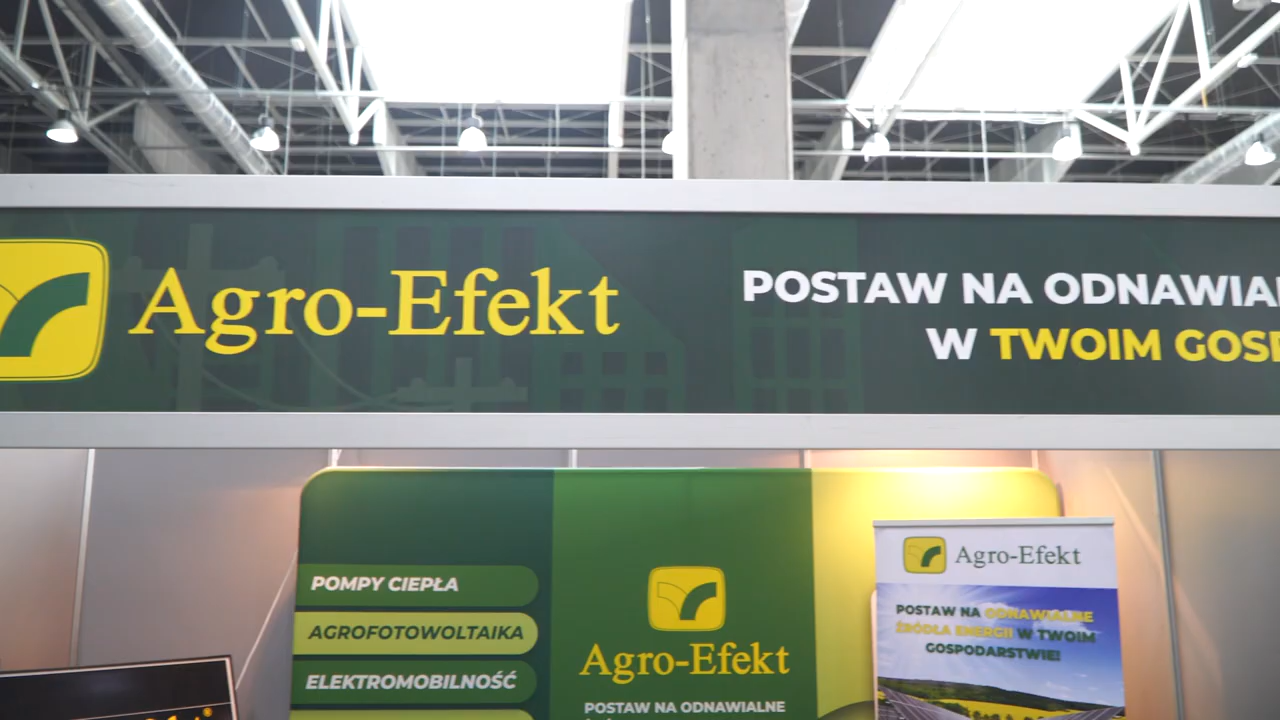 Agro-Efekt
POSTAW NA ODNAWIAL
W TWOIM GOSP
POMPY CIEPŁA
AGROFOTOWOLTAIKA
ELEKTROMOBILNOŚĆ
Agro-Efekt
POSTAW NA ODNAWIALNE
Agro-Efekt
POSTAW NA ODNAWIALNE
ŹRÓDŁA ENERGII W TWOIM
GOSPODARSTWIE!